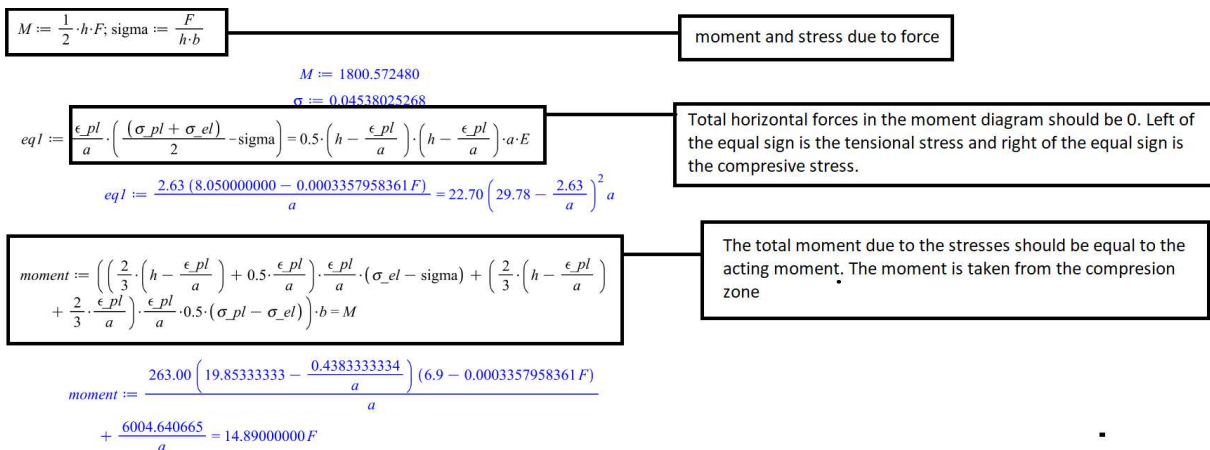 M := 1/2 · h · F; sigma := F/(h · b)
moment and stress due to force
M := 1800.572480
σ := 0.04538025268
eq1 := ϵ_pl/a · ((σ_pl + σ_el)/2 - sigma) = 0.5 · (h - ϵ_pl/a) · (h - ϵ_pl/a) · a · E
Total horizontal forces in the moment diagram should be 0. Left of
the equal sign is the tensional stress and right of the equal sign is
the compresive stress.
eq1 := 2.63 (8.050000000 - 0.0003357958361 F)/a = 22.70 (29.78 - 2.63/a)² a
The total moment due to the stresses should be equal to the
acting moment. The moment is taken from the compresion
zone
moment := ((2/3 · (h - ϵ_pl/a) + 0.5 · ϵ_pl/a) · ϵ_pl/a · (σ_el - sigma) + (2/3 · (h - ϵ_pl/a)
+ 2/3 · ϵ_pl/a) · ϵ_pl/a · 0.5 · (σ_pl - σ_el)) · b = M
moment := 263.00 (19.85333333 - 0.4383333334/a) (6.9 - 0.0003357958361 F)/a
+ 6004.640665/a = 14.89000000 F